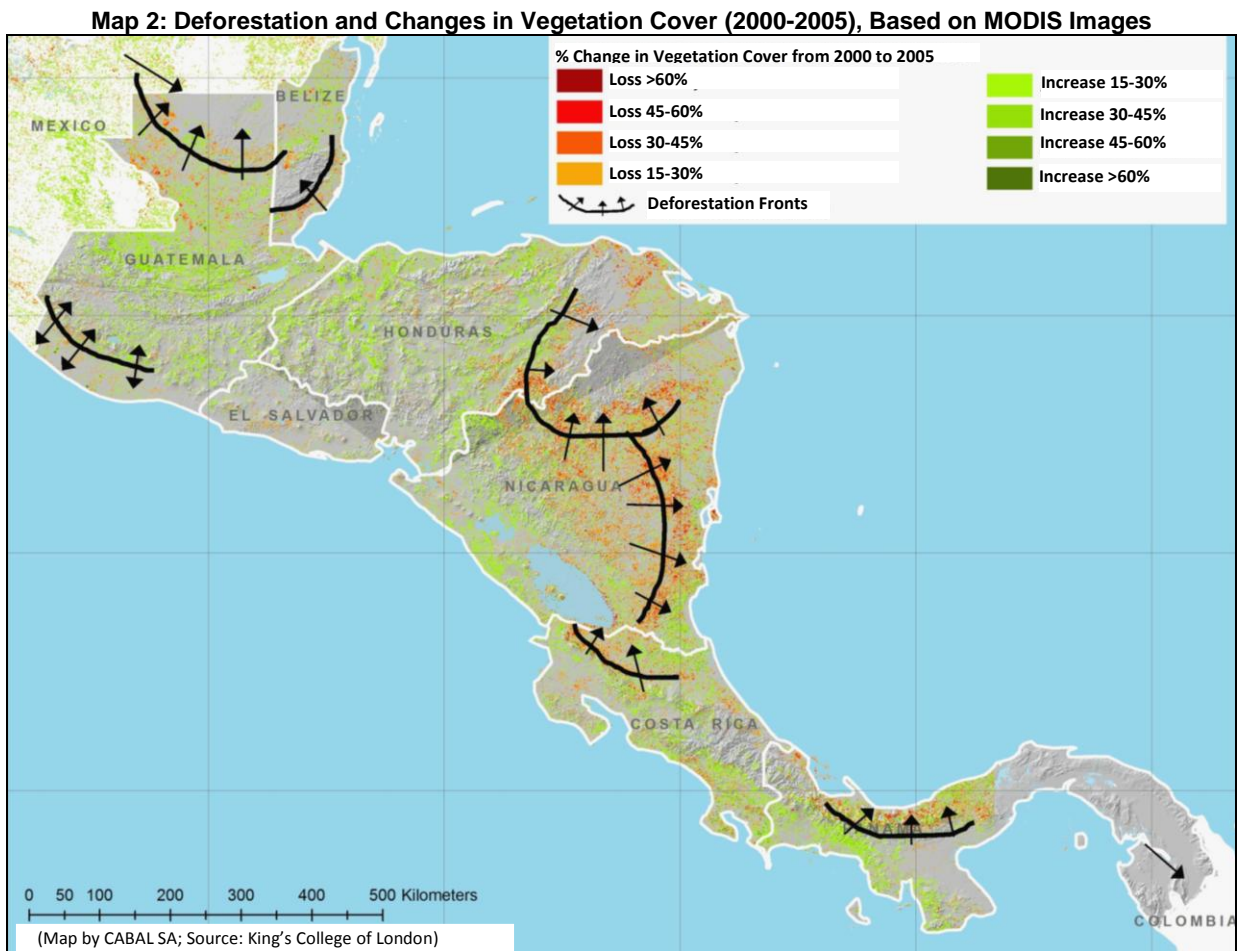 Map 2: Deforestation and Changes in Vegetation Cover (2000-2005), Based on MODIS Images
% Change in Vegetation Cover from 2000 to 2005
Loss >60%
Loss 45-60%
Loss 30-45%
Loss 15-30%
Deforestation Fronts
Increase 15-30%
Increase 30-45%
Increase 45-60%
Increase >60%
BELIZE
MEXICO
GUATEMALA
HONDURAS
EL SALVADOR
NICARAGUA
COSTA RICA
PANAMA
COLOMBIA
0 50 100 200 300 400 500 Kilometers
(Map by CABAL SA; Source: King's College of London)